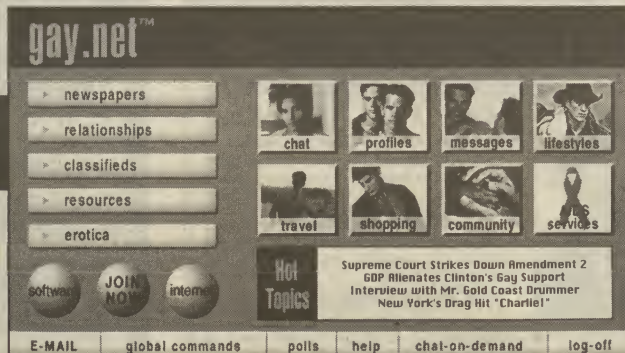 gay.net™
newspapers
relationships
classifieds
resources
erotica
chat
profiles
messages
lifestyles
travel
shopping
community
services
software
JOIN NOW
internet
Hot Topics
Supreme Court Strikes Down Amendment 2
GOP Alienates Clinton's Gay Support
Interview with Mr. Gold Coast Drummer
New York's Drag Hit "Charlie!"
E-MAIL
global commands
polls
help
chat-on-demand
log-off